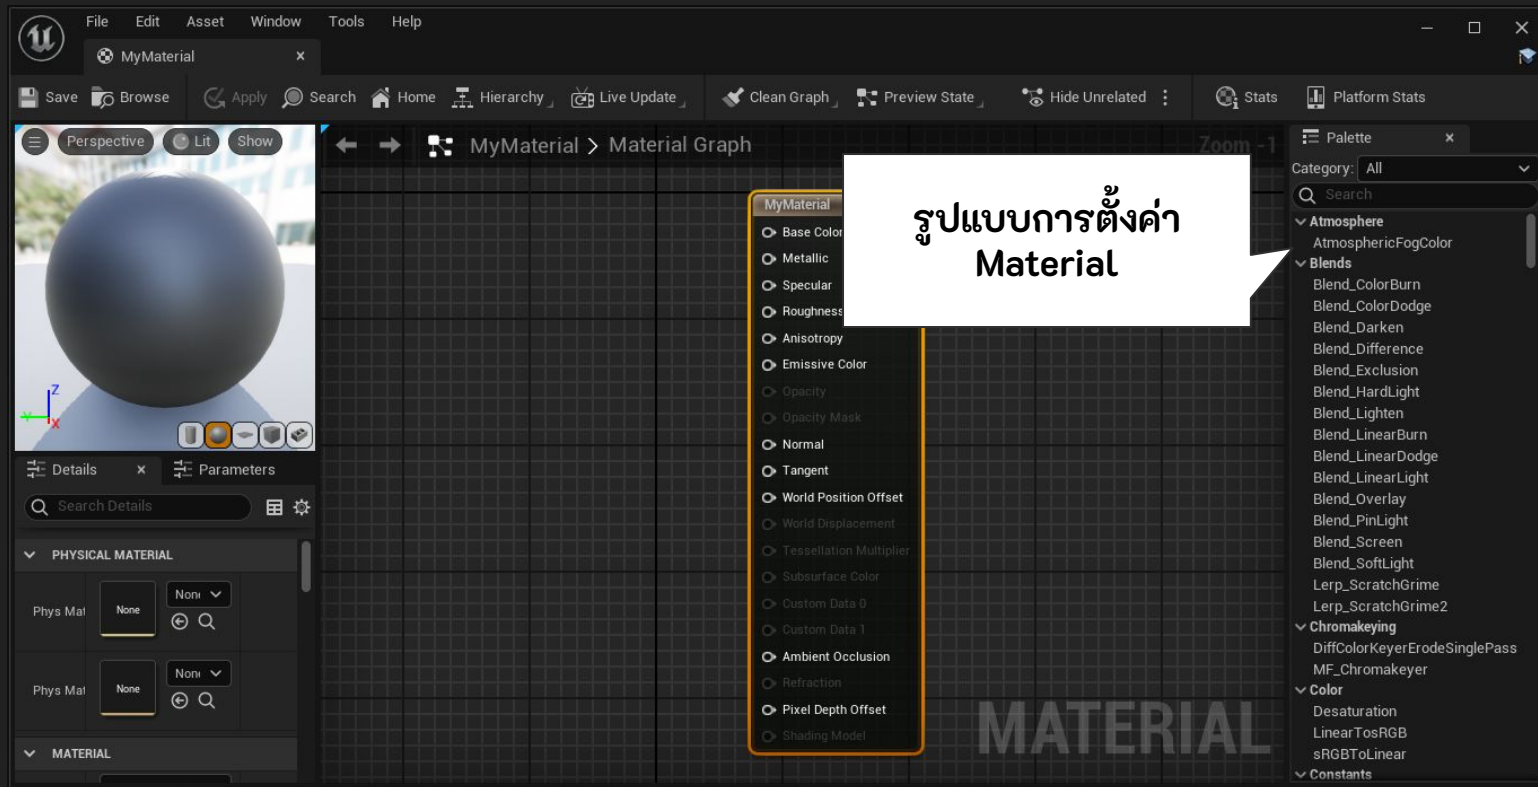 File Edit Asset Window Tools Help
MyMaterial
Save Browse Apply Search Home Hierarchy Live Update Clean Graph Preview State Hide Unrelated Stats Platform Stats
Perspective Lit Show
MyMaterial > Material Graph
Zoom -1
Z
Y
X
Details
Parameters
Search Details
PHYSICAL MATERIAL
Phys Mat
None
None
Phys Mat
None
None
MATERIAL
MyMaterial
Base Color
Metallic
Specular
Roughness
Anisotropy
Emissive Color
Opacity
Opacity Mask
Normal
Tangent
World Position Offset
World Displacement
Tessellation Multiplier
Subsurface Color
Custom Data 0
Custom Data 1
Ambient Occlusion
Refraction
Pixel Depth Offset
Shading Model
รูปแบบการตั้งค่า
Material
MATERIAL
Palette
Category: All
Search
Atmosphere
AtmosphericFogColor
Blends
Blend_ColorBurn
Blend_ColorDodge
Blend_Darken
Blend_Difference
Blend_Exclusion
Blend_HardLight
Blend_Lighten
Blend_LinearBurn
Blend_LinearDodge
Blend_LinearLight
Blend_Overlay
Blend_PinLight
Blend_Screen
Blend_SoftLight
Lerp_ScratchGrime
Lerp_ScratchGrime2
Chromakeying
DiffColorKeyerErodeSinglePass
MF_Chromakeyer
Color
Desaturation
LinearTosRGB
sRGBToLinear
Constants